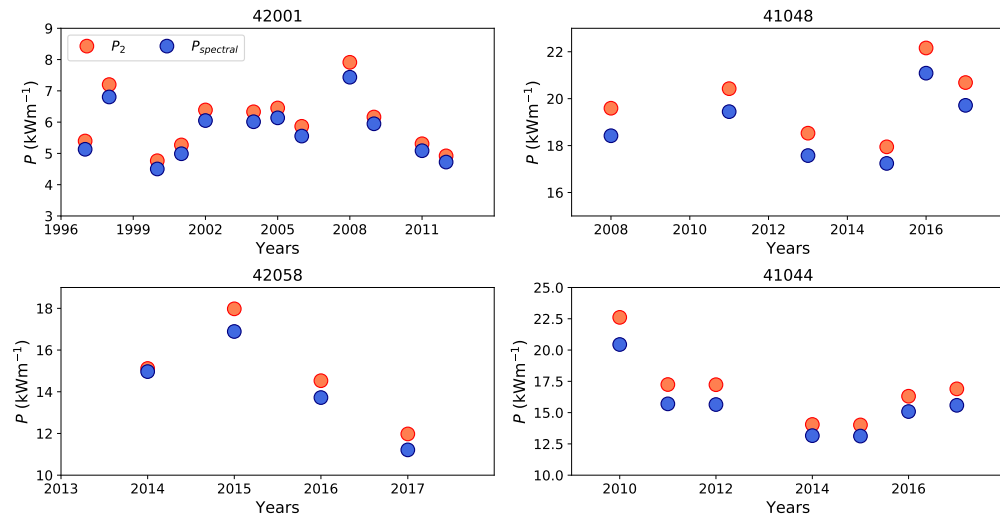 42001
9
8
7
6
5
4
3
P (kWm⁻¹)
P₂
P_spectral
1996 1999 2002 2005 2008 2011
Years
41048
22
20
18
16
P (kWm⁻¹)
2008 2010 2012 2014 2016
Years
42058
18
16
14
12
10
P (kWm⁻¹)
2013 2014 2015 2016 2017
Years
41044
25.0
22.5
20.0
17.5
15.0
12.5
10.0
P (kWm⁻¹)
2010 2012 2014 2016
Years